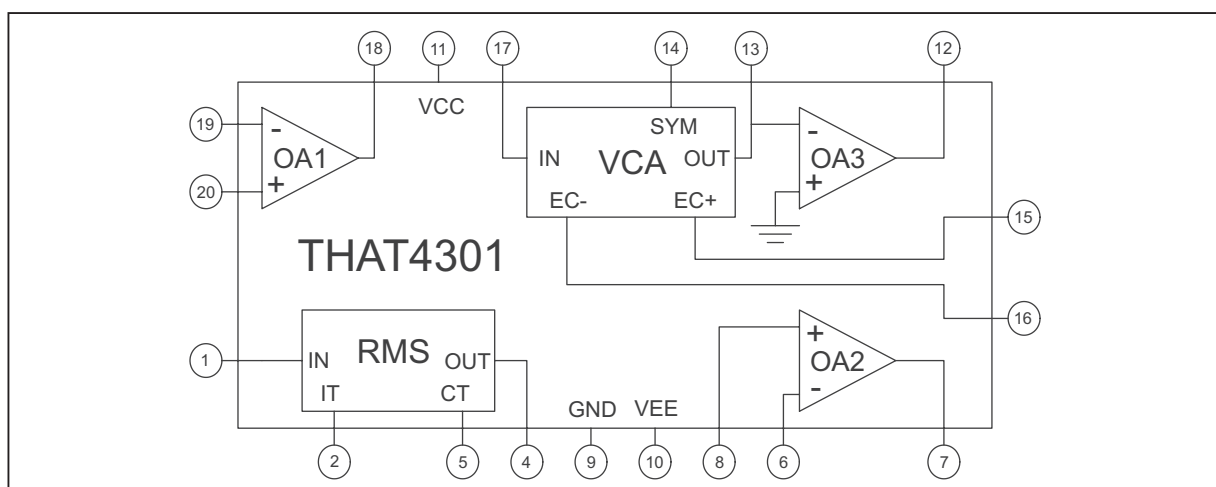 18 11 17 14 13 12
VCC
19
-
OA1
SYM
-
IN VCA OUT
OA3
20
+
+
EC- EC+
15
THAT4301
16
RMS
+
1
IN OUT
OA2
IT CT
-
GND VEE
2 5 4 9 10 8 6 7